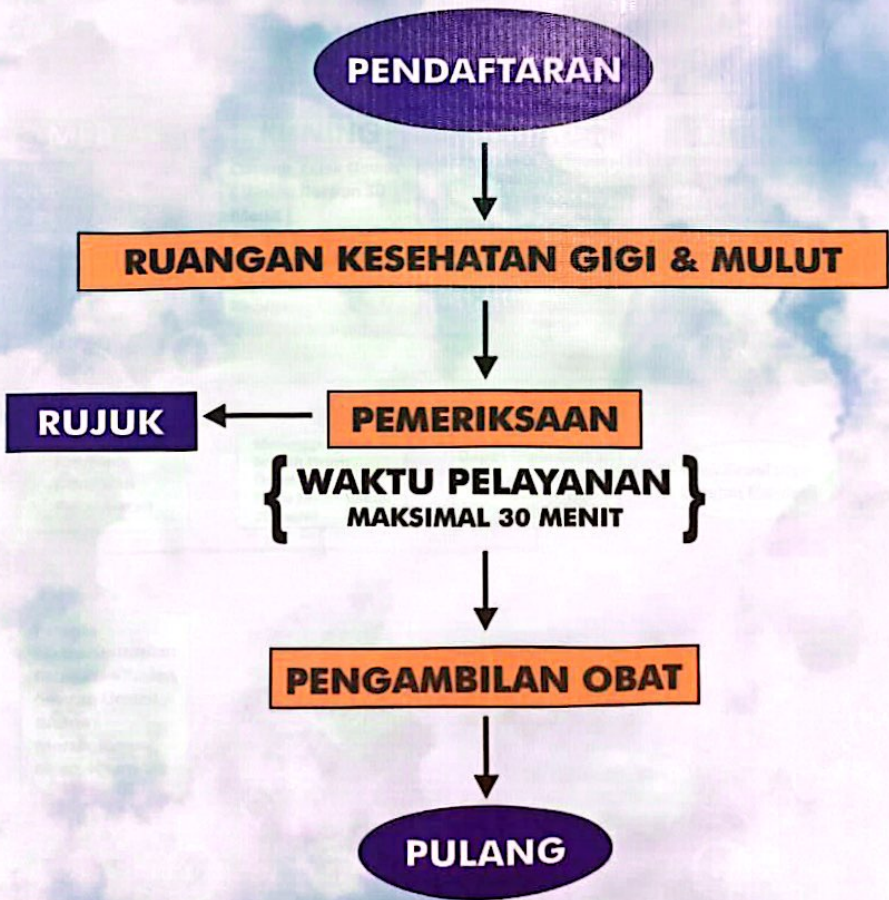 PENDAFTARAN
RUANGAN KESEHATAN GIGI & MULUT
RUJUK
PEMERIKSAAN
{ WAKTU PELAYANAN
MAKSIMAL 30 MENIT }
PENGAMBILAN OBAT
PULANG